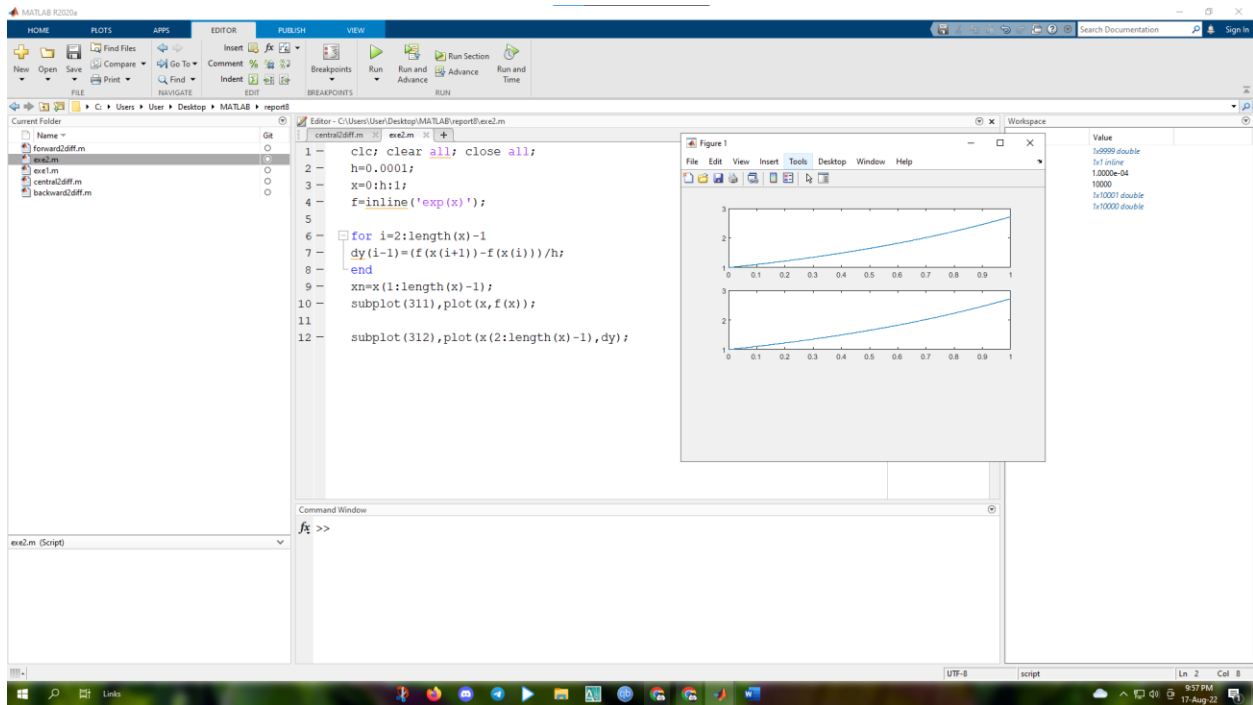 MATLAB R2020a
HOME PLOTS APPS EDITOR PUBLISH VIEW
Search Documentation Sign In
New Open Save Find Files Compare Print Go To Find Insert fx Comment % Indent Breakpoints Run Run and Advance Run Section Advance Run and Time
FILE NAVIGATE EDIT BREAKPOINTS RUN
C: Users User Desktop MATLAB report8
Current Folder
Name Git
forward2diff.m
exe2.m
exe1.m
central2diff.m
backward2diff.m
exe2.m (Script)
Editor - C:\Users\User\Desktop\MATLAB\report8\exe2.m
central2diff.m exe2.m +
1 – clc; clear all; close all;
2 – h=0.0001;
3 – x=0:h:1;
4 – f=inline('exp(x)');
5
6 – for i=2:length(x)-1
7 – dy(i-1)=(f(x(i+1))-f(x(i)))/h;
8 – end
9 – xn=x(1:length(x)-1);
10 – subplot(311),plot(x,f(x));
11
12 – subplot(312),plot(x(2:length(x)-1),dy);
Figure 1
File Edit View Insert Tools Desktop Window Help
3
2
1
0 0.1 0.2 0.3 0.4 0.5 0.6 0.7 0.8 0.9 1
3
2
1
0 0.1 0.2 0.3 0.4 0.5 0.6 0.7 0.8 0.9 1
Workspace
Value
1x9999 double
1x1 inline
1.0000e-04
10000
1x10001 double
1x10000 double
Command Window
fx >>
UTF-8 script Ln 2 Col 8
Links
9:57 PM
17-Aug-22